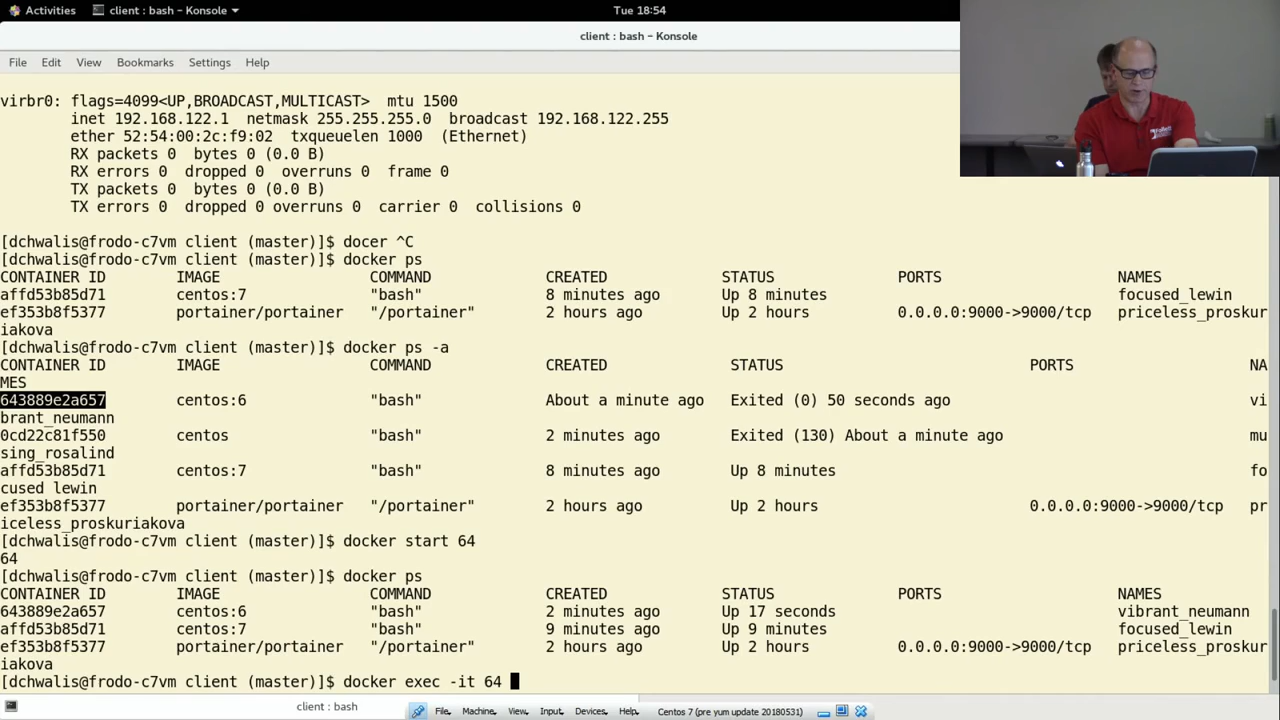 Activities client : bash – Konsole Tue 18:54
client : bash – Konsole
File Edit View Bookmarks Settings Help
virbr0: flags=4099<UP,BROADCAST,MULTICAST> mtu 1500
inet 192.168.122.1 netmask 255.255.255.0 broadcast 192.168.122.255
ether 52:54:00:2c:f9:02 txqueuelen 1000 (Ethernet)
RX packets 0 bytes 0 (0.0 B)
RX errors 0 dropped 0 overruns 0 frame 0
TX packets 0 bytes 0 (0.0 B)
TX errors 0 dropped 0 overruns 0 carrier 0 collisions 0
[dchwalis@frodo-c7vm client (master)]$ docer ^C
[dchwalis@frodo-c7vm client (master)]$ docker ps
CONTAINER ID IMAGE COMMAND CREATED STATUS PORTS NAMES
affd53b85d71 centos:7 "bash" 8 minutes ago Up 8 minutes focused_lewin
ef353b8f5377 portainer/portainer "/portainer" 2 hours ago Up 2 hours 0.0.0.0:9000->9000/tcp priceless_proskur
iakova
[dchwalis@frodo-c7vm client (master)]$ docker ps -a
CONTAINER ID IMAGE COMMAND CREATED STATUS PORTS NA
MES
643889e2a657 centos:6 "bash" About a minute ago Exited (0) 50 seconds ago vi
brant_neumann
0cd22c81f550 centos "bash" 2 minutes ago Exited (130) About a minute ago mu
sing_rosalind
affd53b85d71 centos:7 "bash" 8 minutes ago Up 8 minutes fo
cused_lewin
ef353b8f5377 portainer/portainer "/portainer" 2 hours ago Up 2 hours 0.0.0.0:9000->9000/tcp pr
iceless_proskuriakova
[dchwalis@frodo-c7vm client (master)]$ docker start 64
64
[dchwalis@frodo-c7vm client (master)]$ docker ps
CONTAINER ID IMAGE COMMAND CREATED STATUS PORTS NAMES
643889e2a657 centos:6 "bash" 2 minutes ago Up 17 seconds vibrant_neumann
affd53b85d71 centos:7 "bash" 9 minutes ago Up 9 minutes focused_lewin
ef353b8f5377 portainer/portainer "/portainer" 2 hours ago Up 2 hours 0.0.0.0:9000->9000/tcp priceless_proskur
iakova
[dchwalis@frodo-c7vm client (master)]$ docker exec -it 64
client : bash
File Machine View Input Devices Help Centos 7 (pre yum update 20180531)